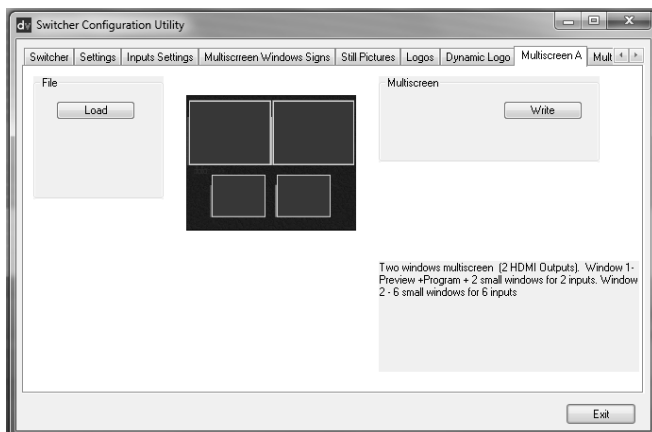 dv Switcher Configuration Utility
Switcher Settings Inputs Settings Multiscrreen Windows Signs Still Pictures Logos Dynamic Logo Multiscreen A Mult
File
Load
Multiscreen
Write
Two windows multiscreen (2 HDMI Outputs). Window 1-
Preview +Program + 2 small windows for 2 inputs. Window
2 - 6 small windows for 6 inputs
Exit